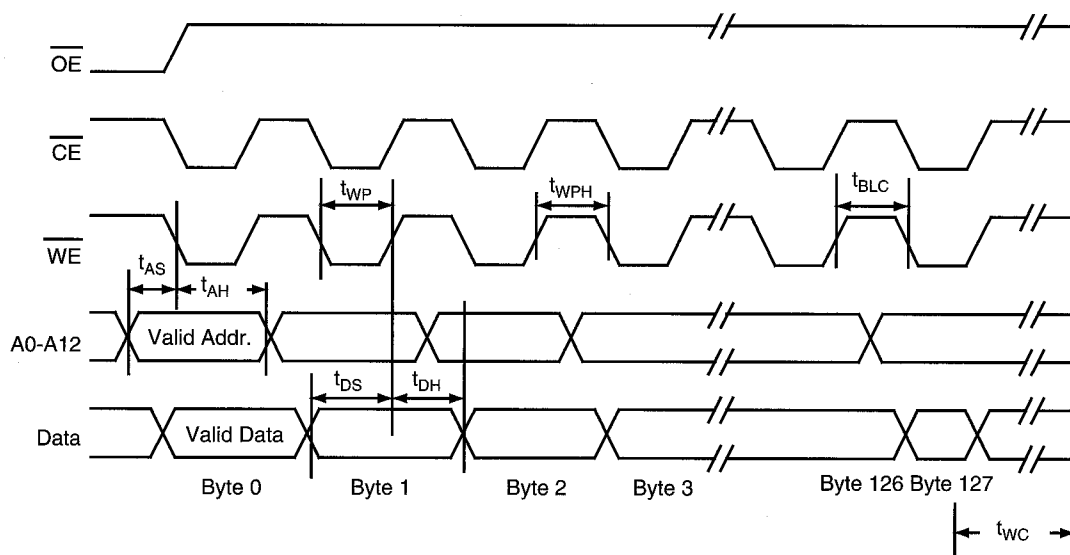 OE
CE
tWP
tWPH
tBLC
WE
tAS
tAH
A0-A12
Valid Addr.
tDS
tDH
Data
Valid Data
Byte 0
Byte 1
Byte 2
Byte 3
Byte 126
Byte 127
tWC